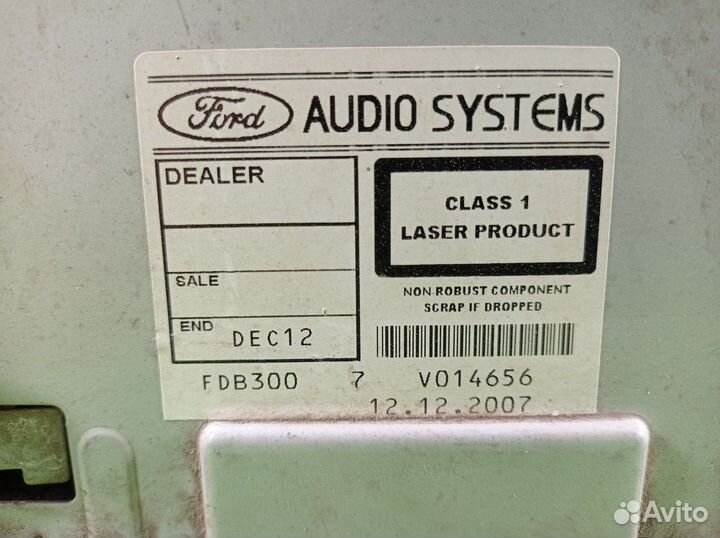 Ford AUDIO SYSTEMS
DEALER
SALE
END DEC12
CLASS 1
LASER PRODUCT
NON-ROBUST COMPONENT
SCRAP IF DROPPED
FDB300 7 V014656
12.12.2007
Avito